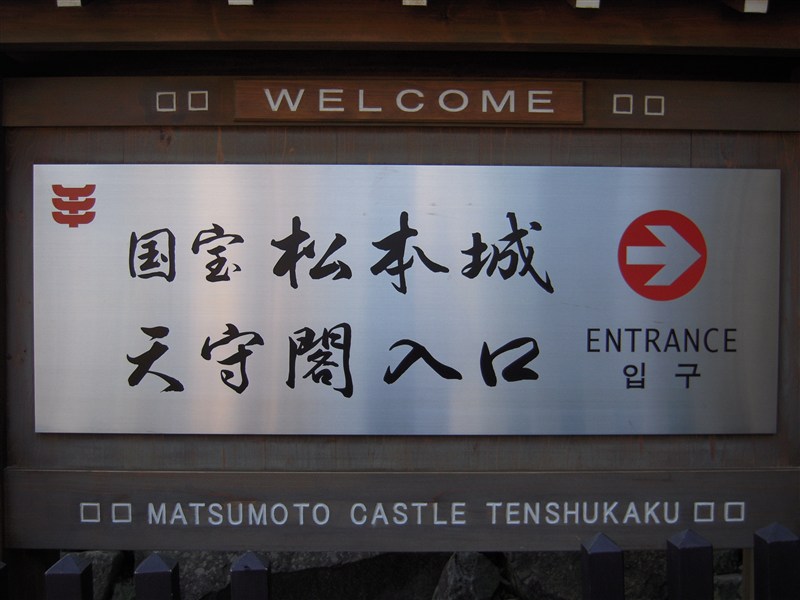 □□ WELCOME □□
国宝 松本城
天守閣入口
ENTRANCE
입구
□□ MATSUMOTO CASTLE TENSHUKAKU □□